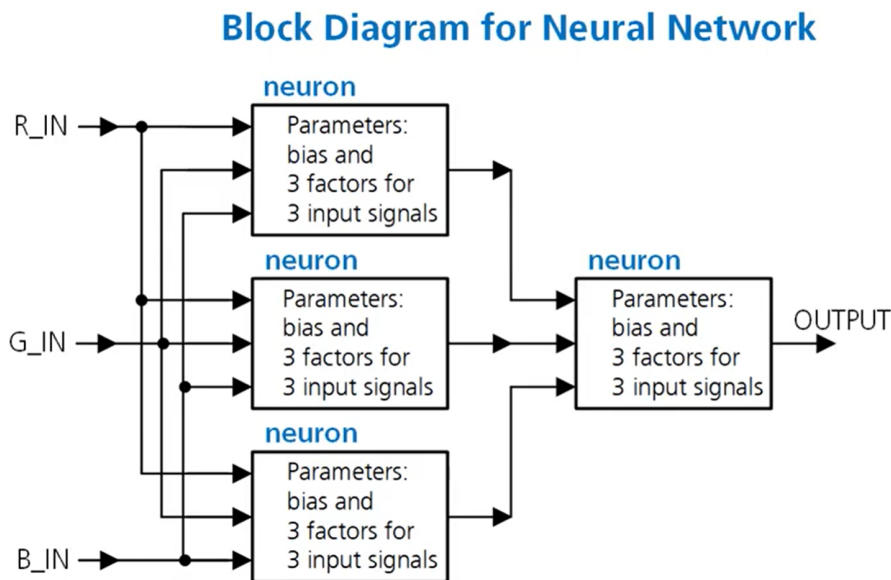 Block Diagram for Neural Network
neuron
R_IN
Parameters:
bias and
3 factors for
3 input signals
neuron
neuron
G_IN
Parameters:
bias and
3 factors for
3 input signals
Parameters:
bias and
3 factors for
3 input signals
OUTPUT
neuron
B_IN
Parameters:
bias and
3 factors for
3 input signals